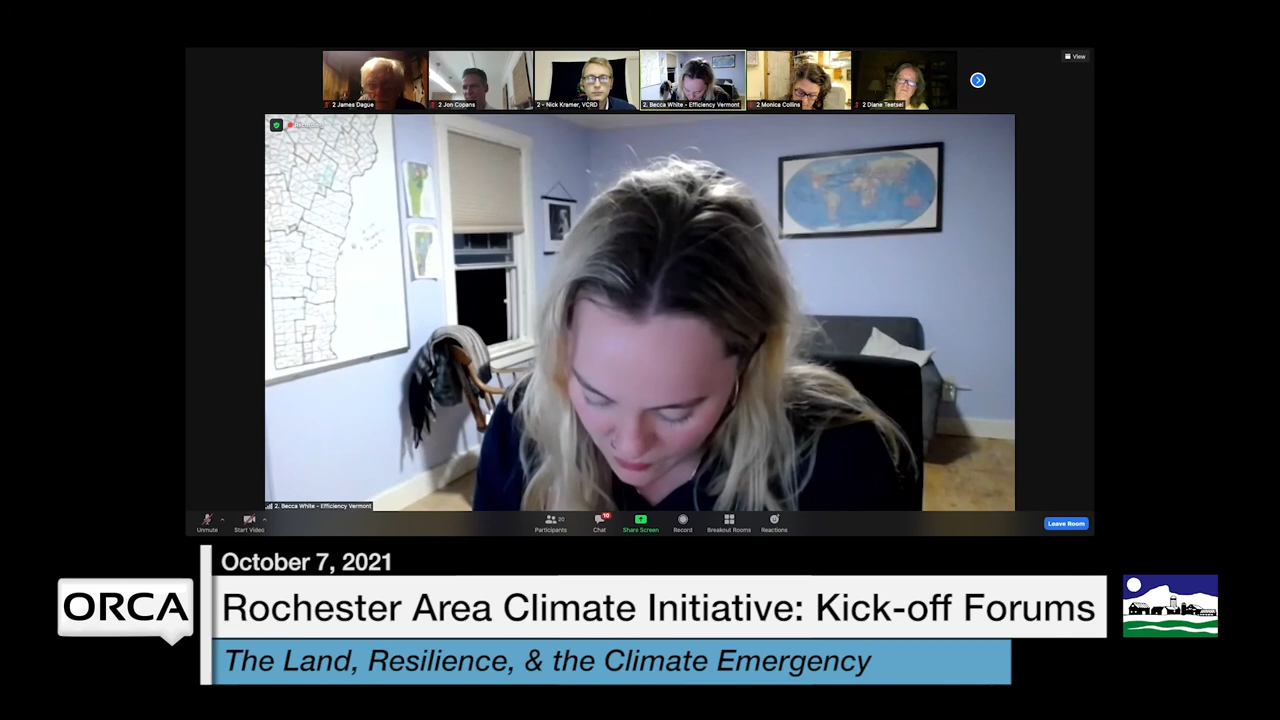 View
2 James Dague
2 Jon Copans
2 - Nick Kramer, VCRD
2. Becca White - Efficiency Vermont
2 Monica Collins
2 Diane Teetsel
Recording
2. Becca White - Efficiency Vermont
Unmute
Start Video
Participants
20
Chat
10
Share Screen
Record
Breakout Rooms
Reactions
Leave Room
October 7, 2021
ORCA
Rochester Area Climate Initiative: Kick-off Forums
The Land, Resilience, & the Climate Emergency